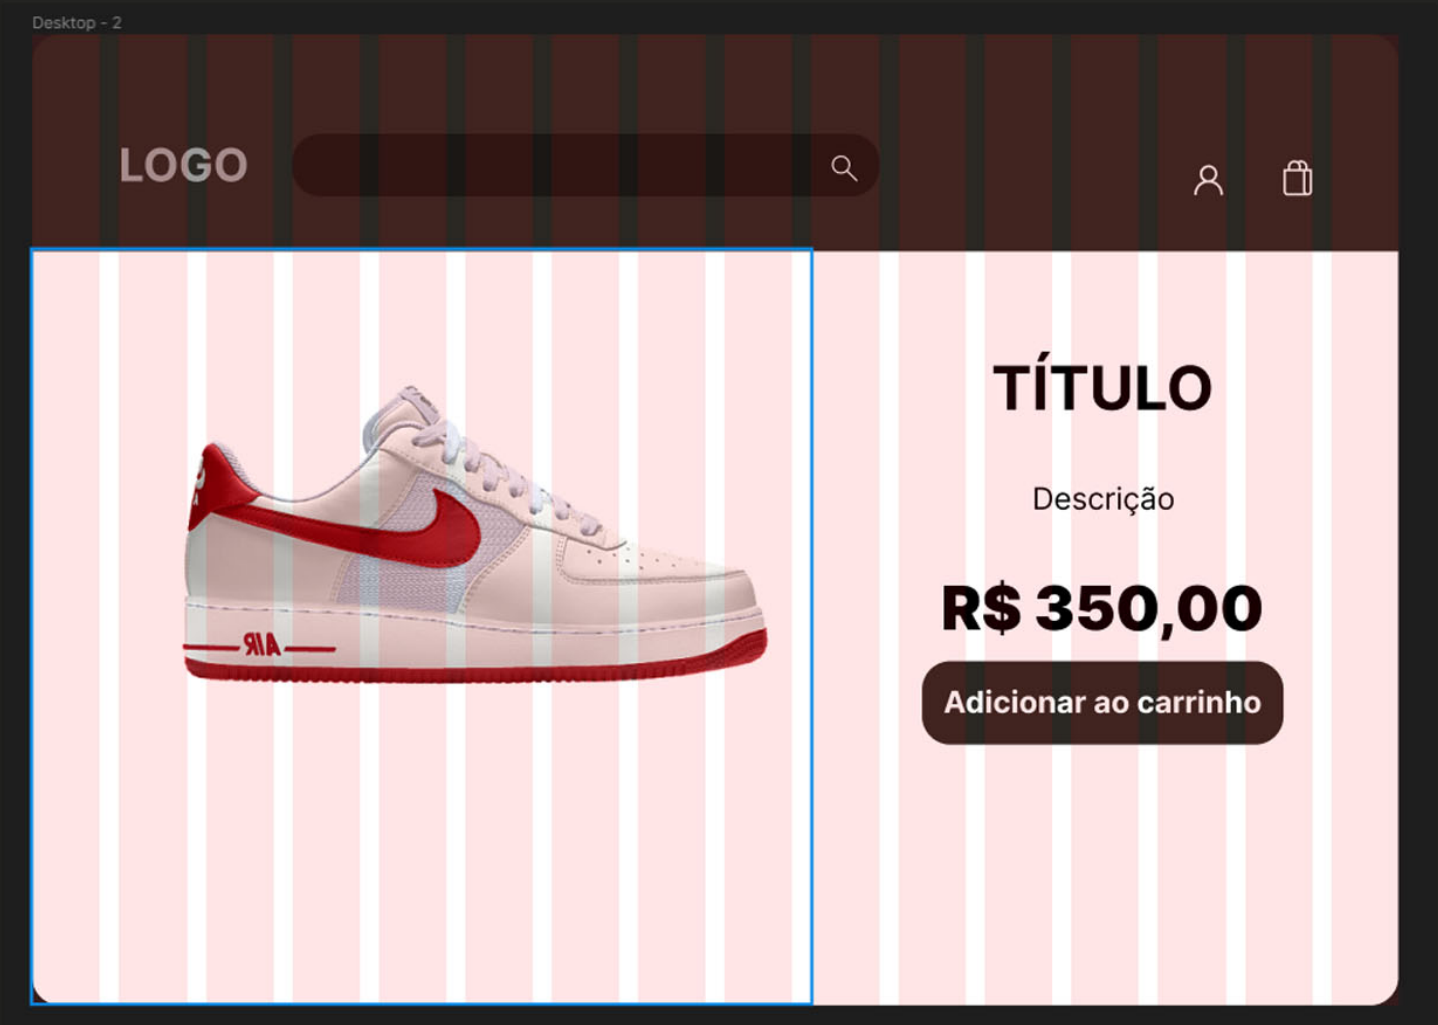 Desktop - 2
LOGO
TÍTULO
Descrição
R$ 350,00
Adicionar ao carrinho
AIR